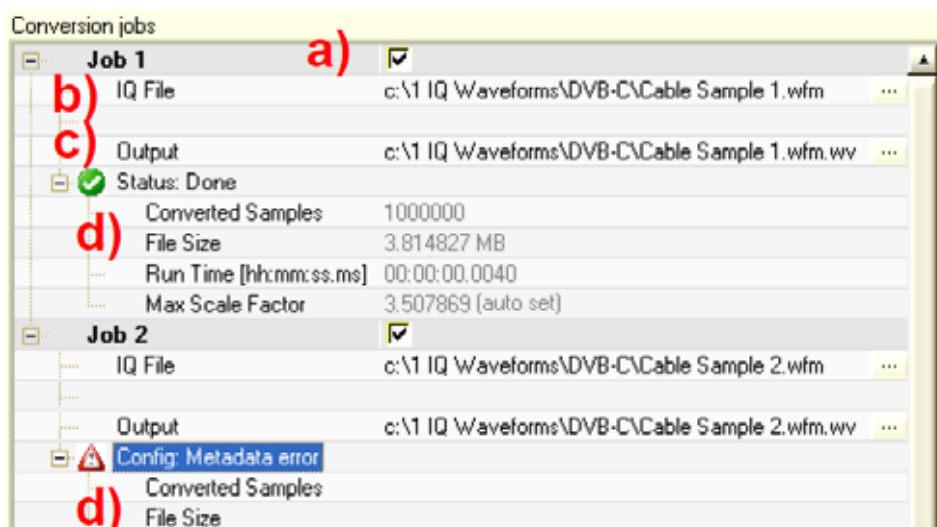 Conversion jobs
Job 1 a)
b) IQ File c:\1 IQ Waveforms\DVB-C\Cable Sample 1.wfm ...
c) Output c:\1 IQ Waveforms\DVB-C\Cable Sample 1.wfm.wv ...
Status: Done
Converted Samples 1000000
d) File Size 3.814827 MB
Run Time [hh:mm:ss.ms] 00:00:00.0040
Max Scale Factor 3.507869 (auto set)
Job 2
IQ File c:\1 IQ Waveforms\DVB-C\Cable Sample 2.wfm ...
Output c:\1 IQ Waveforms\DVB-C\Cable Sample 2.wfm.wv ...
Config: Metadata error
Converted Samples
d) File Size